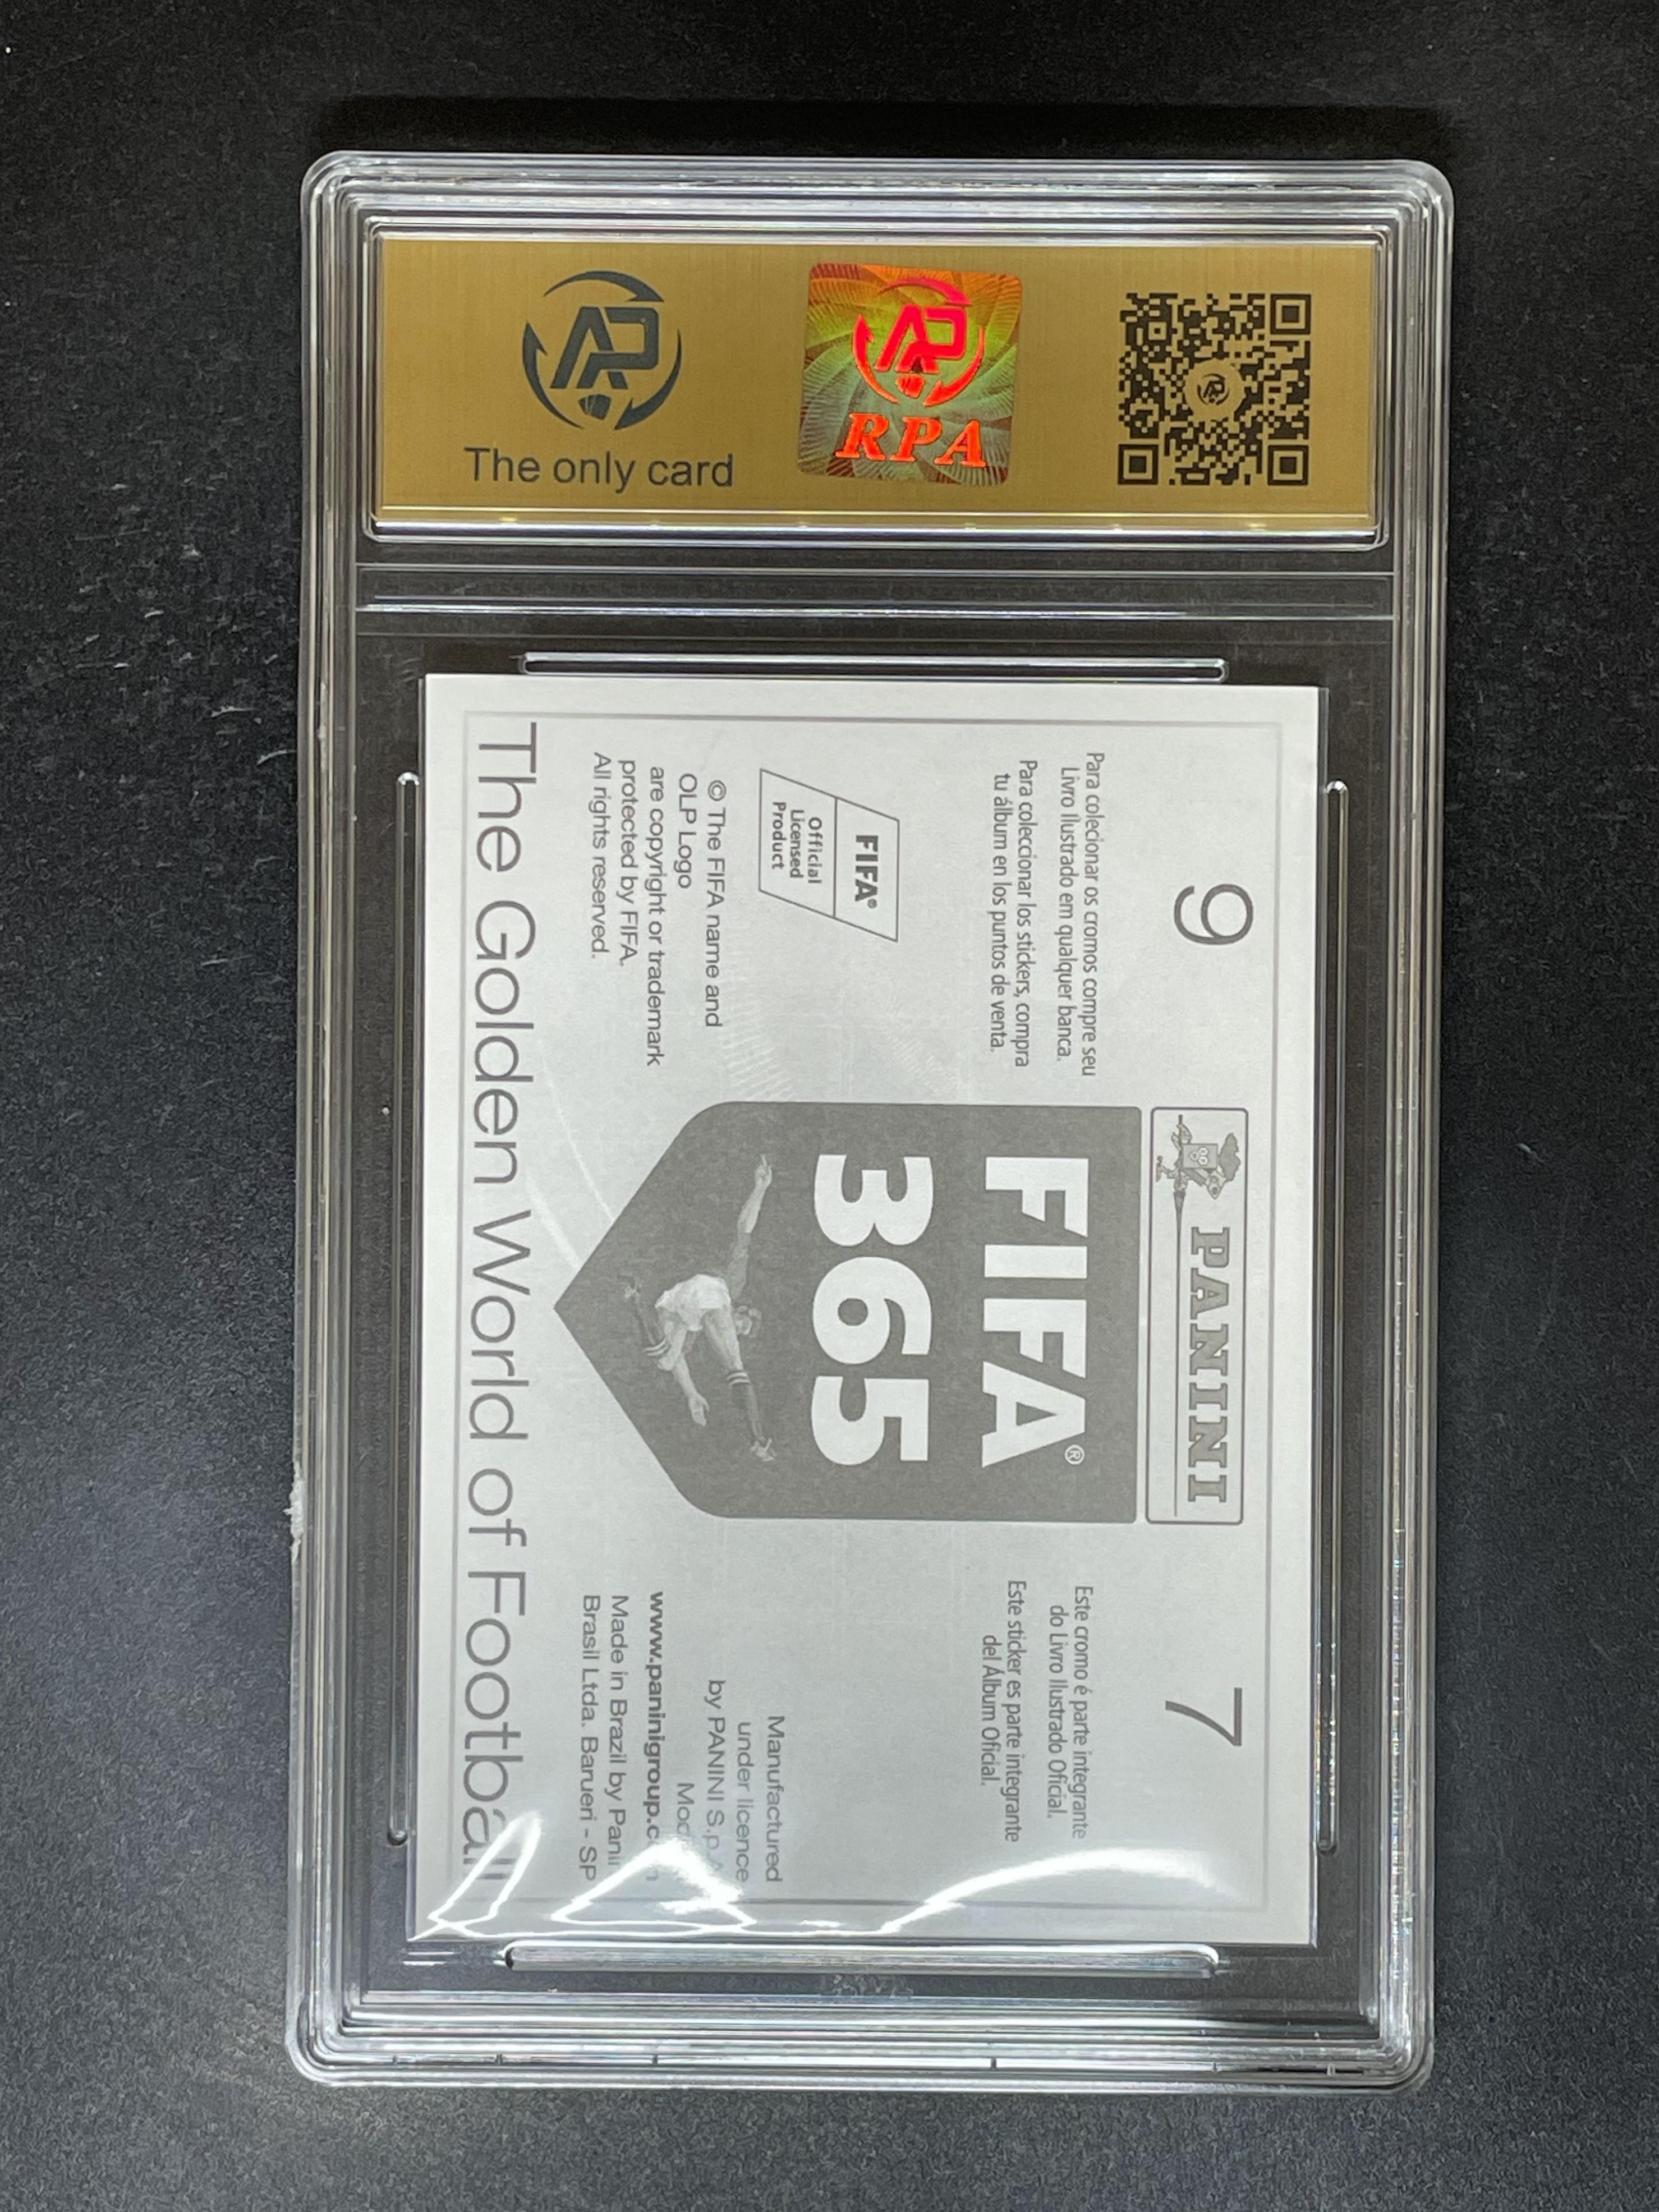 The only card
RPA
9
7
PANINI
Para colecionar os cromos compre seu
Livro Ilustrado em qualquer banca.
Para coleccionar los stickers, compra
tu álbum en los puntos de venta.
Este cromo é parte integrante
do Livro Ilustrado Oficial.
Este sticker es parte integrante
del Álbum Oficial.
FIFA®
365
FIFA®
Official
Licensed
Product
© The FIFA name and
OLP Logo
are copyright or trademark
protected by FIFA.
All rights reserved.
Manufactured
under licence
by PANINI S.p.A
www.paninigroup.com
Made in Brazil by
Brasil Ltda. Barueri - SP
The Golden World of Football